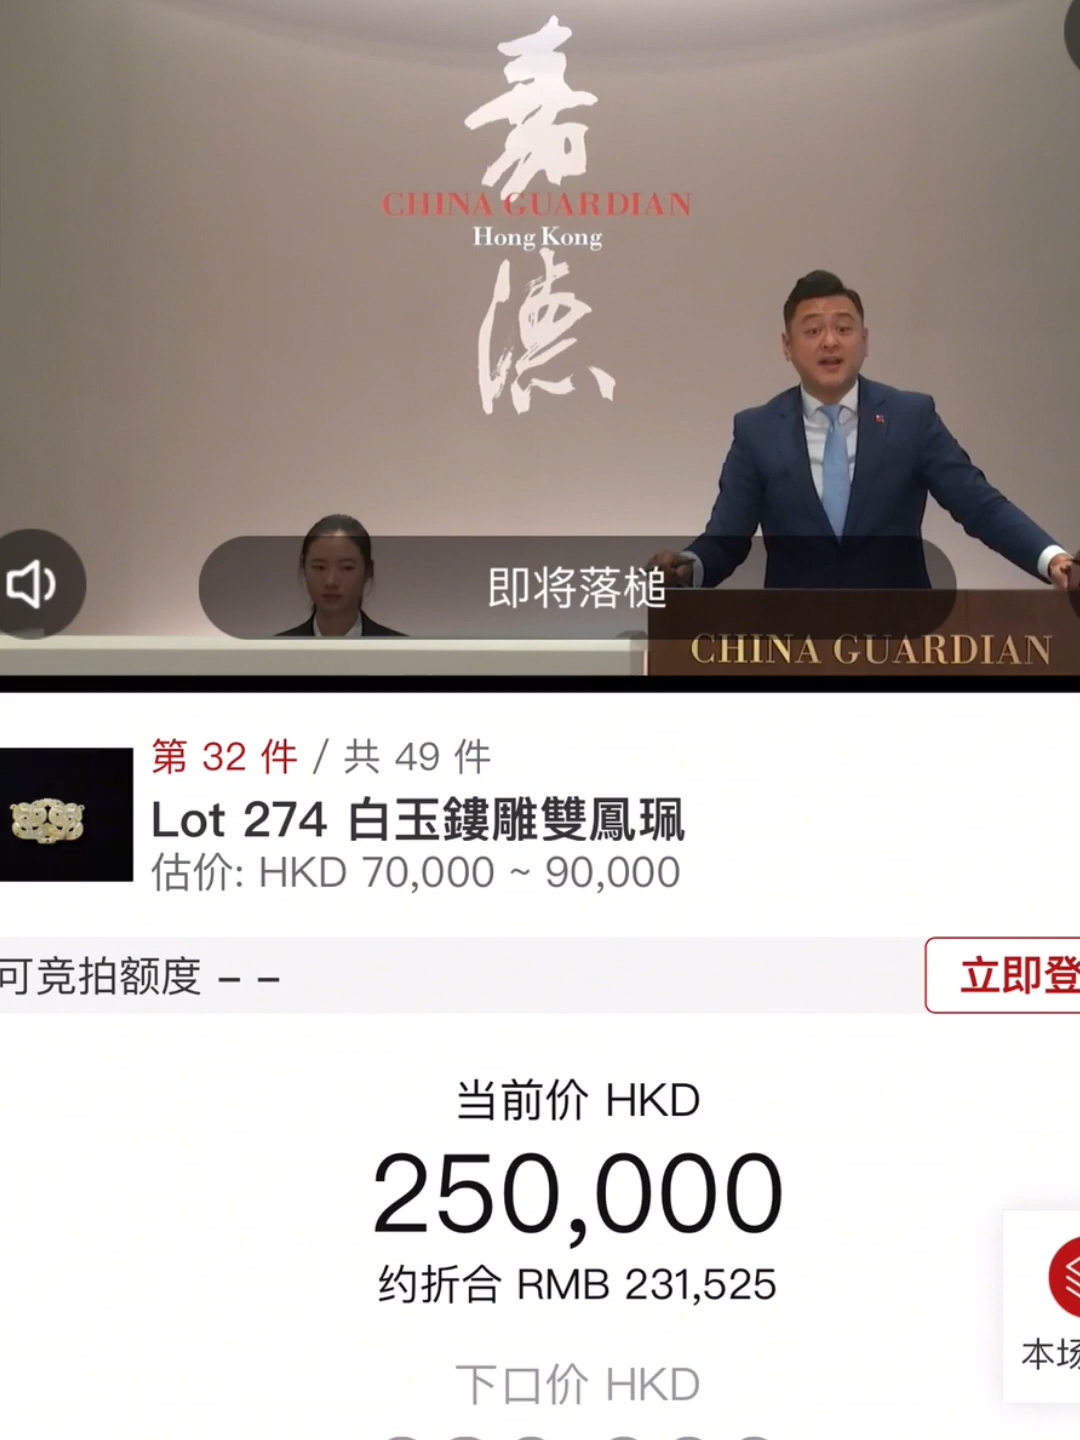 嘉
CHINA GUARDIAN
Hong Kong
德
即将落槌
CHINA GUARDIAN
第 32 件 / 共 49 件
Lot 274 白玉鏤雕雙鳳珮
估价: HKD 70,000 ~ 90,000
可竞拍额度 – –
立即登
当前价 HKD
250,000
约折合 RMB 231,525
本场
下口价 HKD